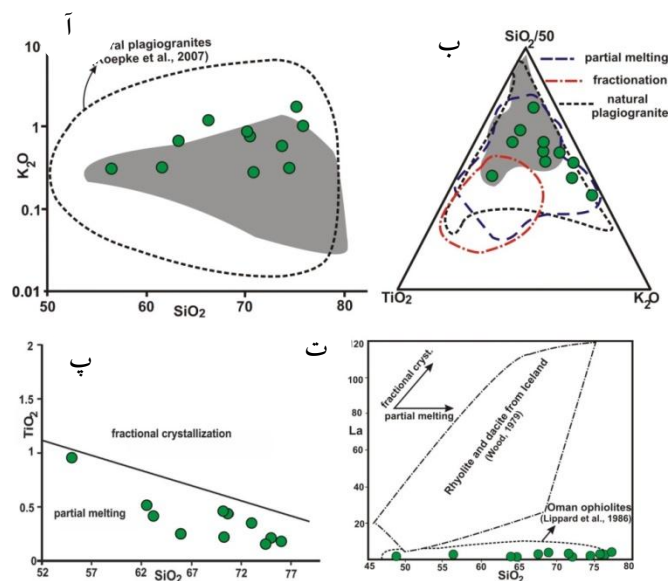 آ
ral plagiogranites
oepke et al., 2007)
10
1
0.1
0.01
K₂O
50
60
70
80
SiO₂
ب
SiO₂/50
TiO₂
K₂O
partial melting
fractionation
natural
plagiogranite
پ
2
1.5
1
0.5
0
TiO₂
fractional crystallization
partial melting
52
57
63
67
72
77
SiO₂
ت
120
100
80
60
40
20
La
fractional cryst.
partial melting
Rhyolite and dacite from Iceland
(Wood, 1979)
Oman ophiolites
(Lippard et al., 1986)
45
50
55
60
65
70
75
80
SiO₂